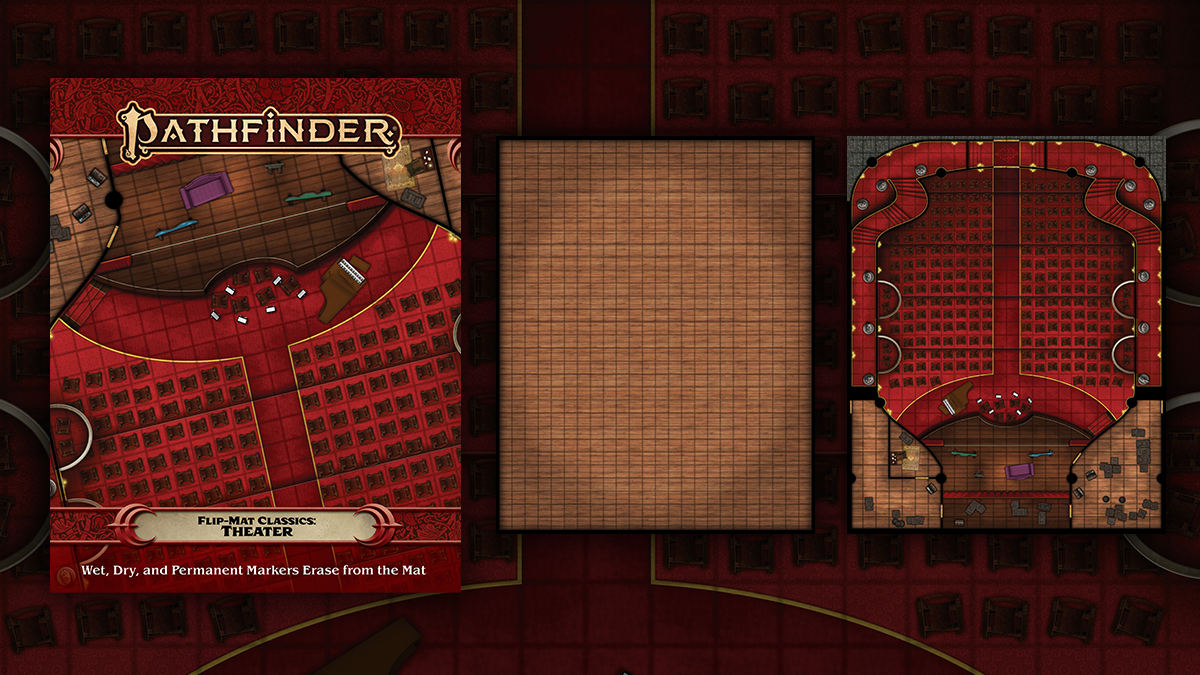 PATHFINDER
FLIP-MAT CLASSICS:
THEATER
Wet, Dry, and Permanent Markers Erase from the Mat